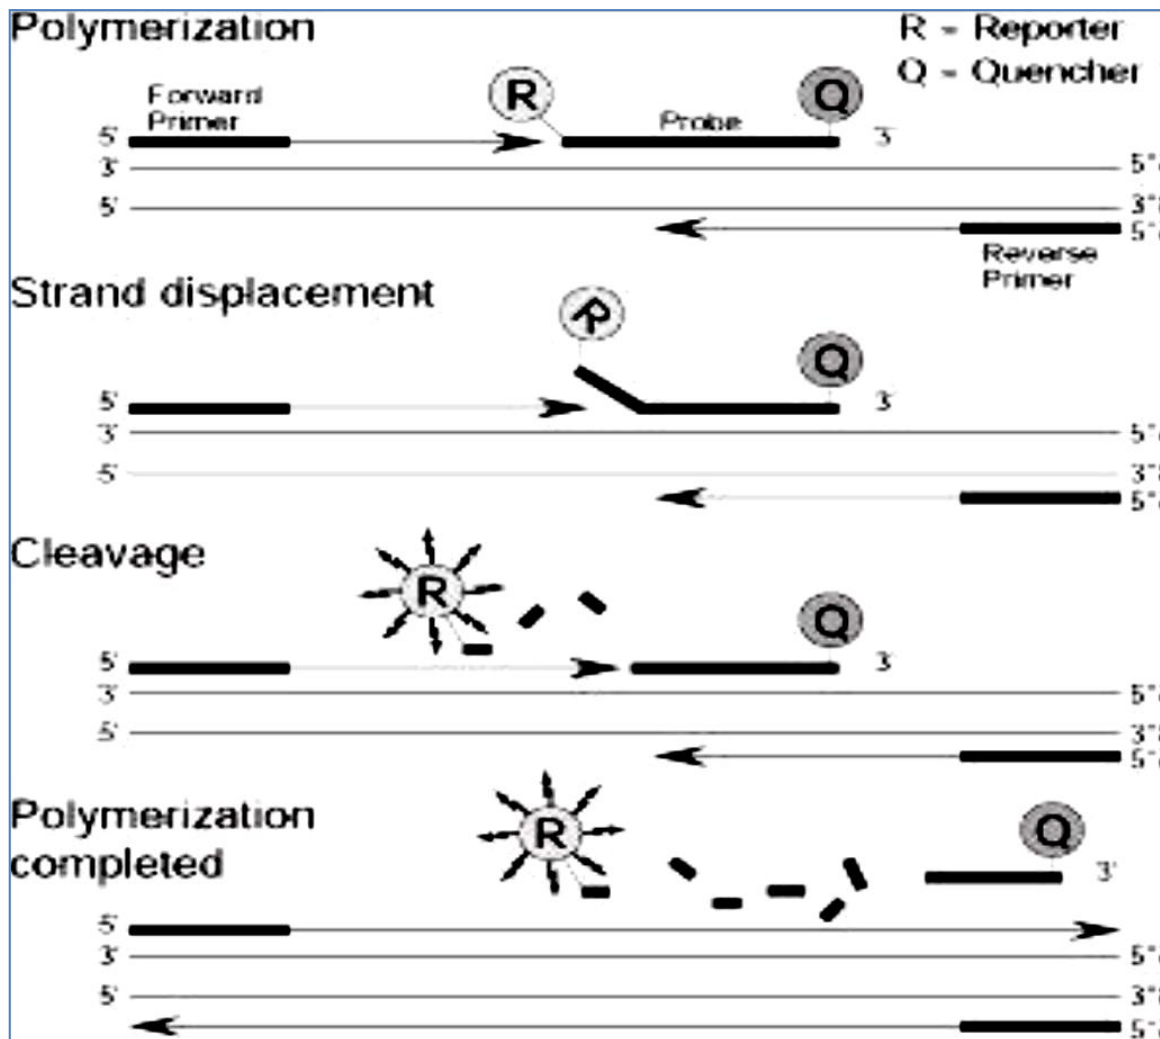 Polymerization
R - Reporter
Q - Quencher
Forward
Primer
R
Q
Probe
5' 3'
3' 5'
5' 3'
5'
Reverse
Primer
Strand displacement
R
Q
5' 3'
3' 5'
5' 3'
5'
Cleavage
R
Q
5' 3'
3' 5'
5' 3'
5'
Polymerization
completed
R
Q
3'
5'
3' 5'
5' 3'
5'